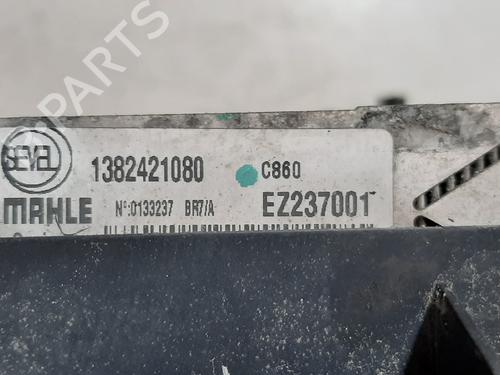 B-PARTS
SEVEL
1382421080 C860
MAHLE
N°:0133237 BR7/A EZ237001